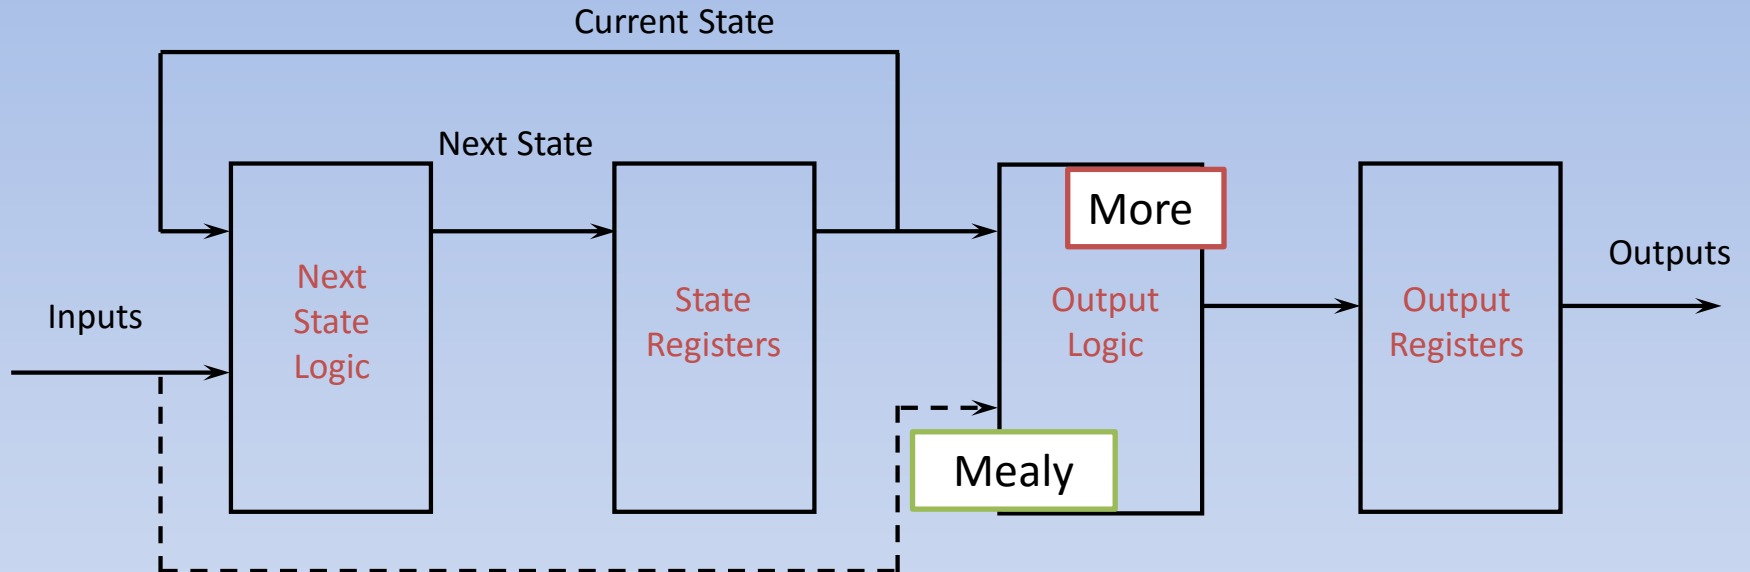 Current State
Next State
More
Next
State
Logic
State
Registers
Output
Logic
Output
Registers
Outputs
Inputs
Mealy